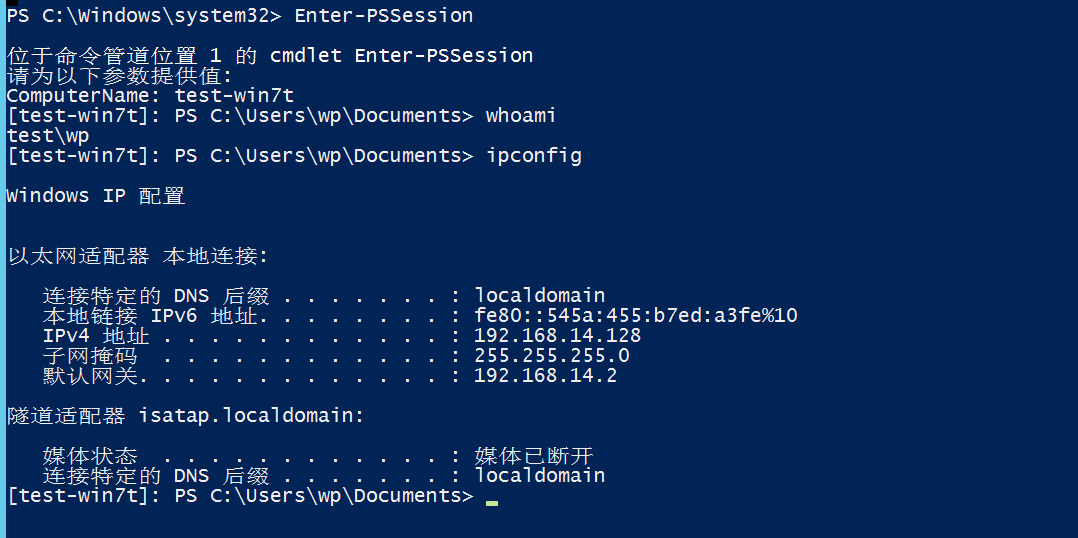 PS C:\Windows\system32> Enter-PSSession
位于命令管道位置 1 的 cmdlet Enter-PSSession
请为以下参数提供值:
ComputerName: test-win7t
[test-win7t]: PS C:\Users\wp\Documents> whoami
test\wp
[test-win7t]: PS C:\Users\wp\Documents> ipconfig
Windows IP 配置
以太网适配器 本地连接:
连接特定的 DNS 后缀 . . . . . . . : localdomain
本地链接 IPv6 地址. . . . . . . . : fe80::545a:455:b7ed:a3fe%10
IPv4 地址 . . . . . . . . . . . . : 192.168.14.128
子网掩码  . . . . . . . . . . . . : 255.255.255.0
默认网关. . . . . . . . . . . . . : 192.168.14.2
隧道适配器 isatap.localdomain:
媒体状态  . . . . . . . . . . . . : 媒体已断开
连接特定的 DNS 后缀 . . . . . . . : localdomain
[test-win7t]: PS C:\Users\wp\Documents>